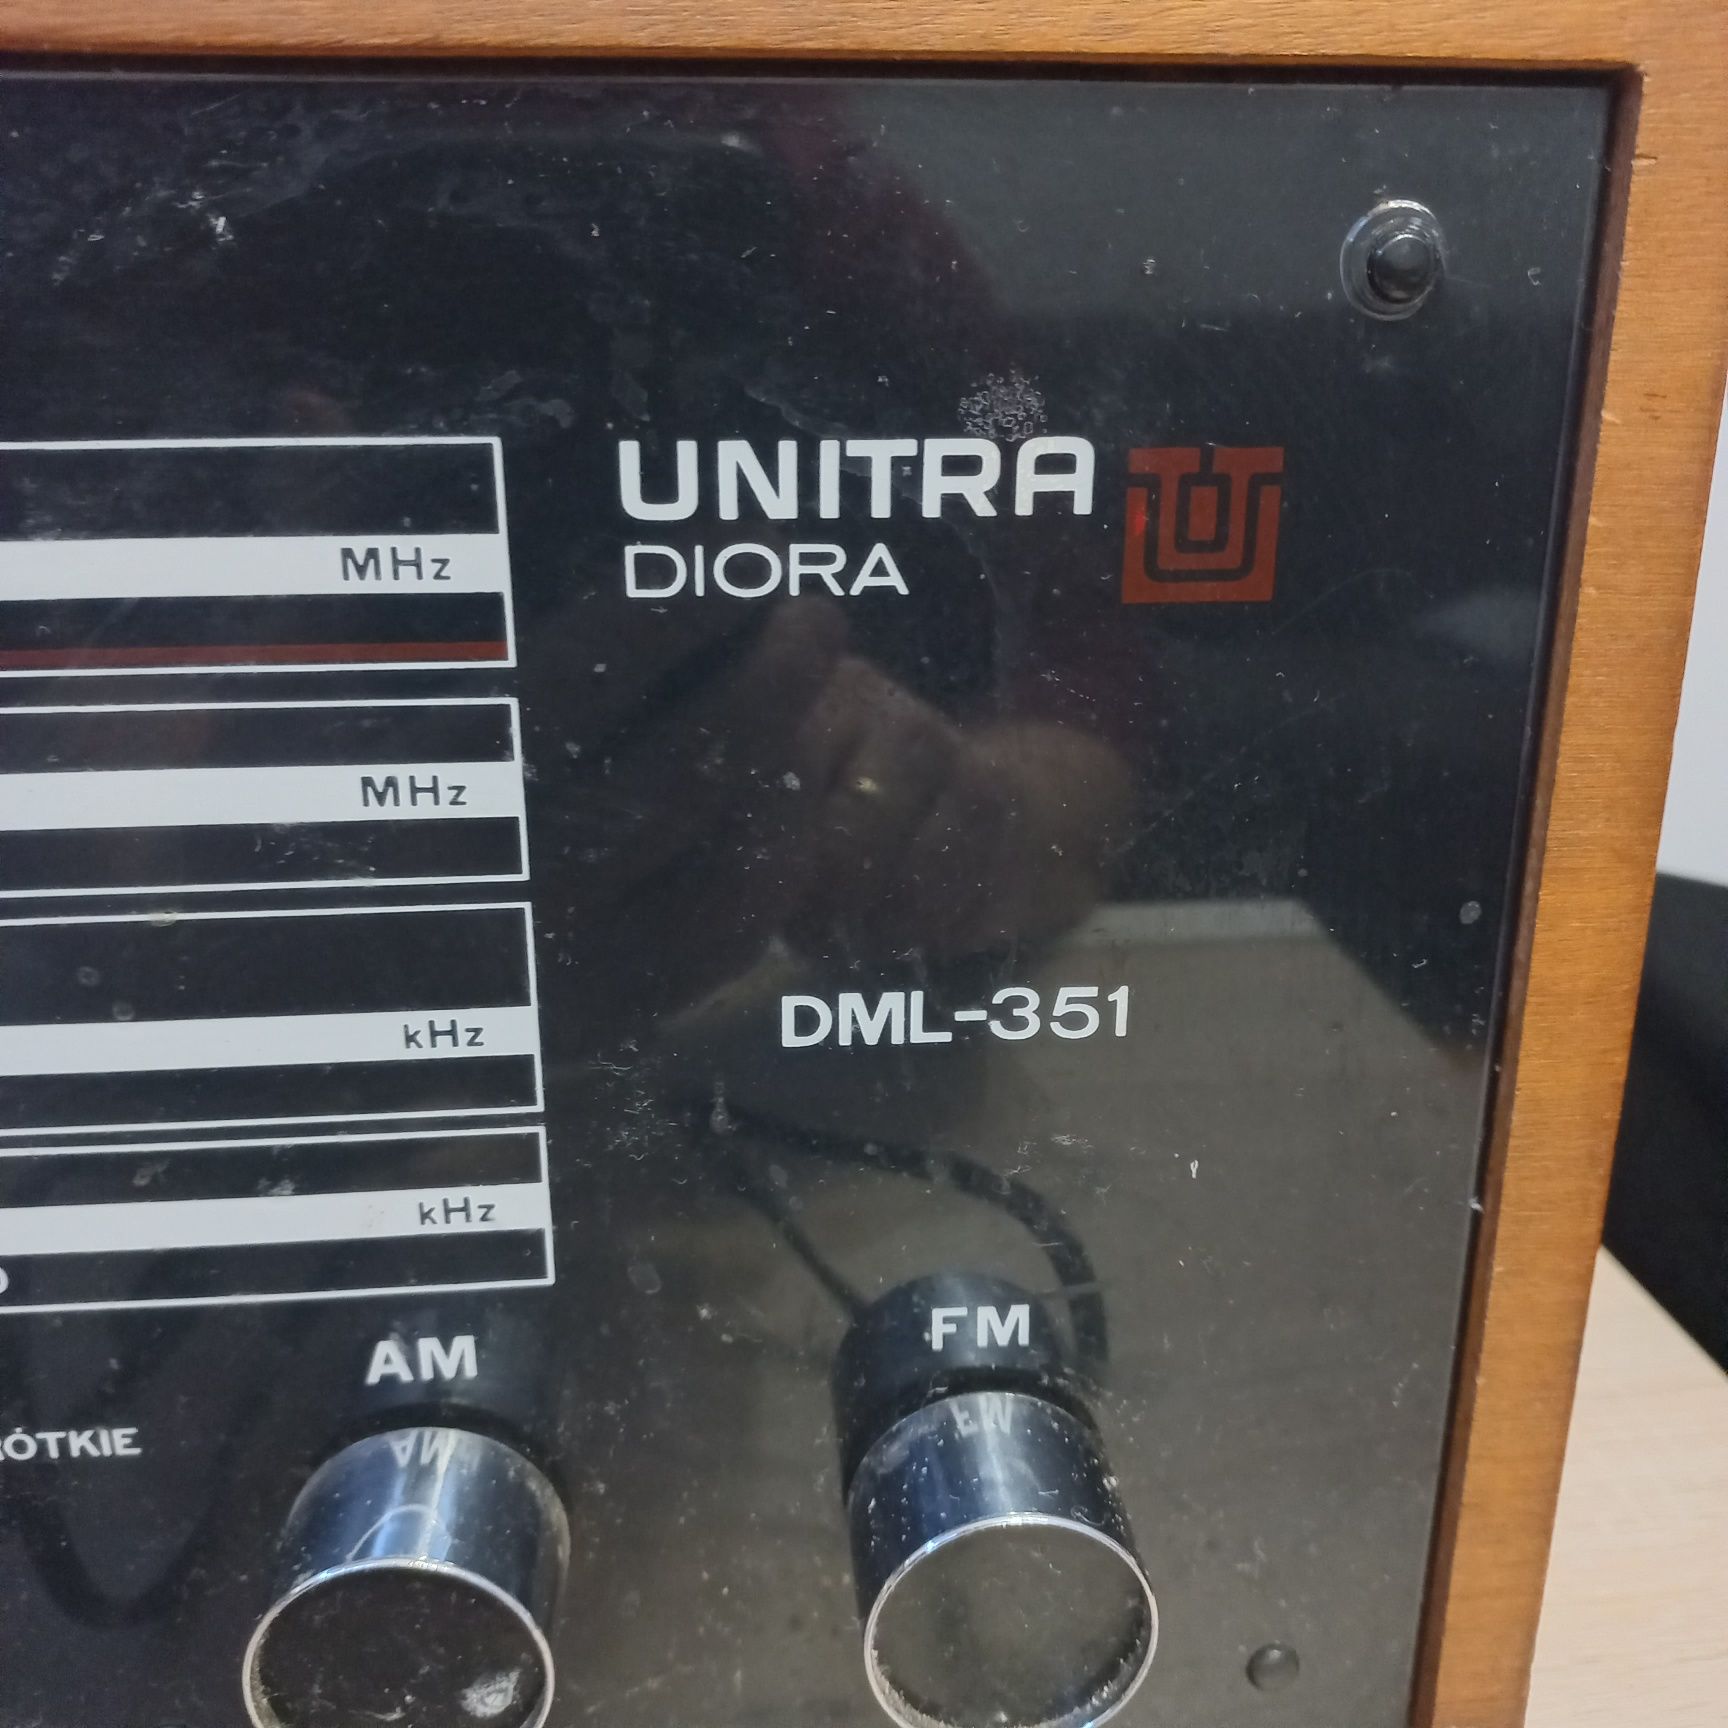 UNITRA
DIORA
MHz
MHz
DML-351
kHz
kHz
AM
FM